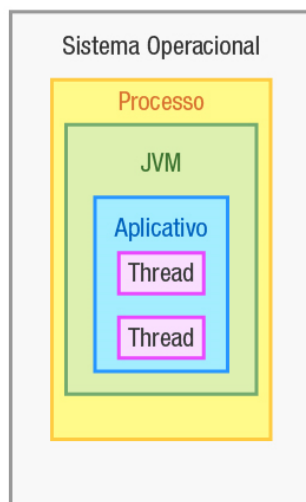 Sistema Operacional
Processo
JVM
Aplicativo
Thread
Thread